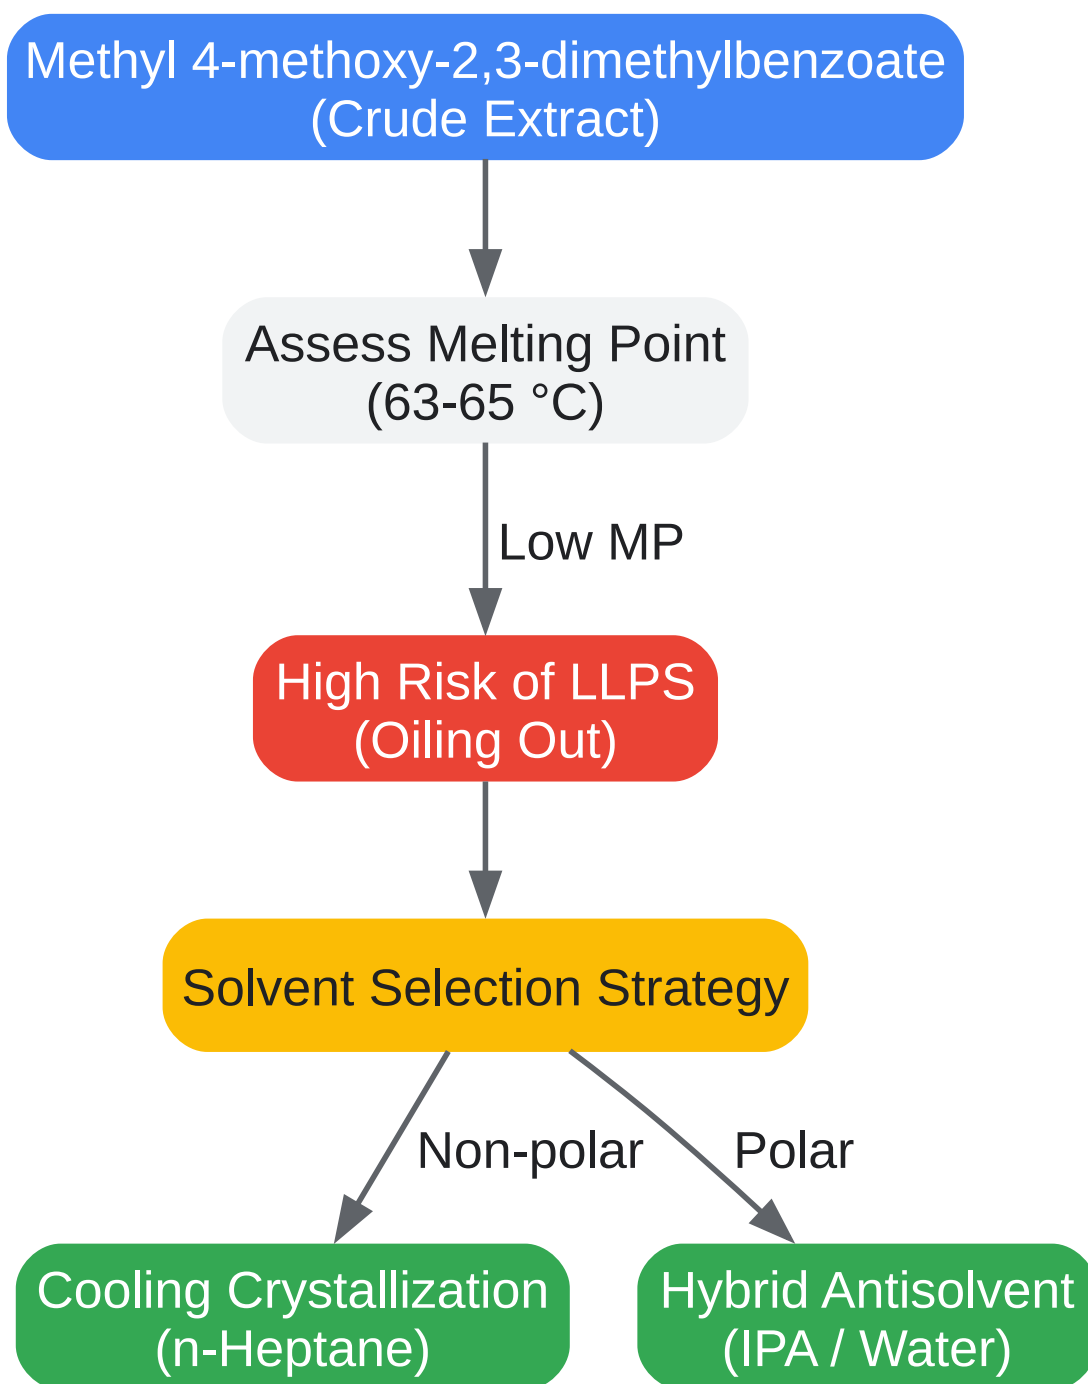 Methyl 4-methoxy-2,3-dimethylbenzoate
(Crude Extract)
Assess Melting Point
(63-65 °C)
Low MP
High Risk of LLPS
(Oiling Out)
Solvent Selection Strategy
Non-polar
Polar
Cooling Crystallization
(n-Heptane)
Hybrid Antisolvent
(IPA / Water)